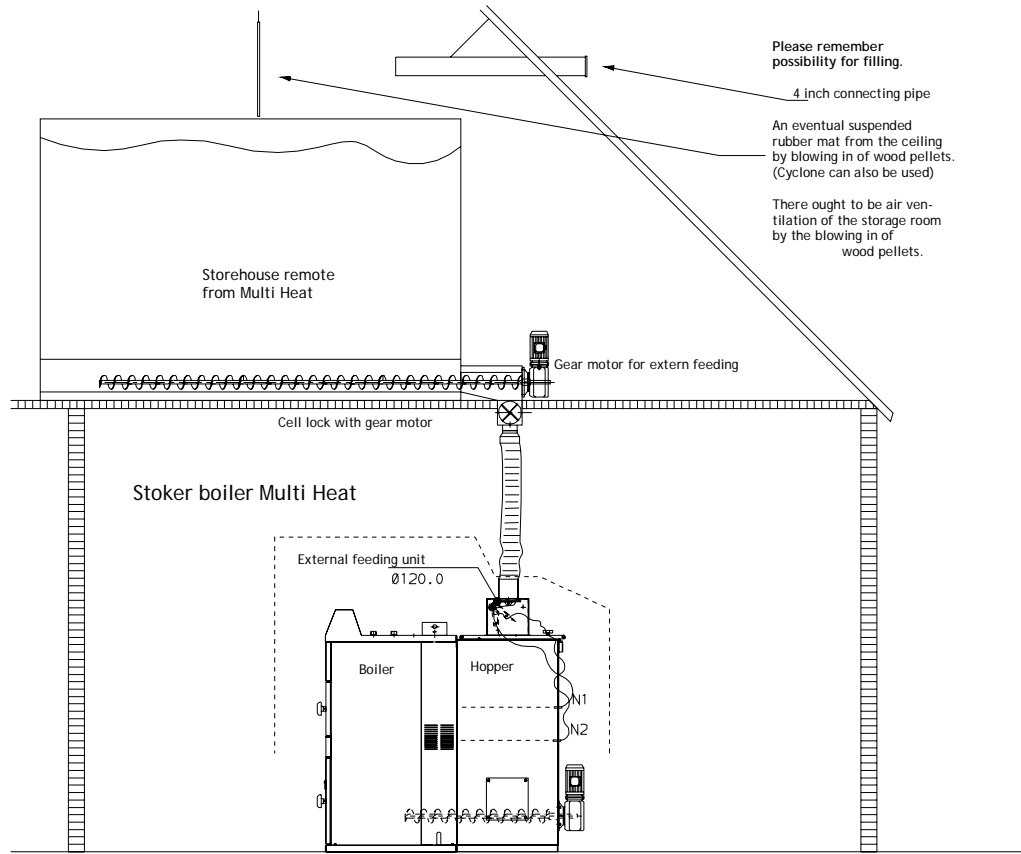 Please remember
possibility for filling.
4 inch connecting pipe
An eventual suspended
rubber mat from the ceiling
by blowing in of wood pellets.
(Cyclone can also be used)
There ought to be air ven-
tilation of the storage room
by the blowing in of
wood pellets.
Storehouse remote
from Multi Heat
Gear motor for extern feeding
Cell lock with gear motor
Stoker boiler Multi Heat
External feeding unit
Ø120.0
Boiler
Hopper
N1
N2